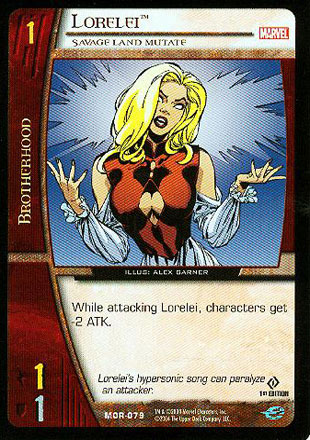 1
LORELEI™
SAVAGE LAND MUTATE
MARVEL
BROTHERHOOD
ILLUS: ALEX GARNER
While attacking Lorelei, characters get
-2 ATK.
1
1
Lorelei's hypersonic song can paralyze
an attacker.
1ST EDITION
MOR-079